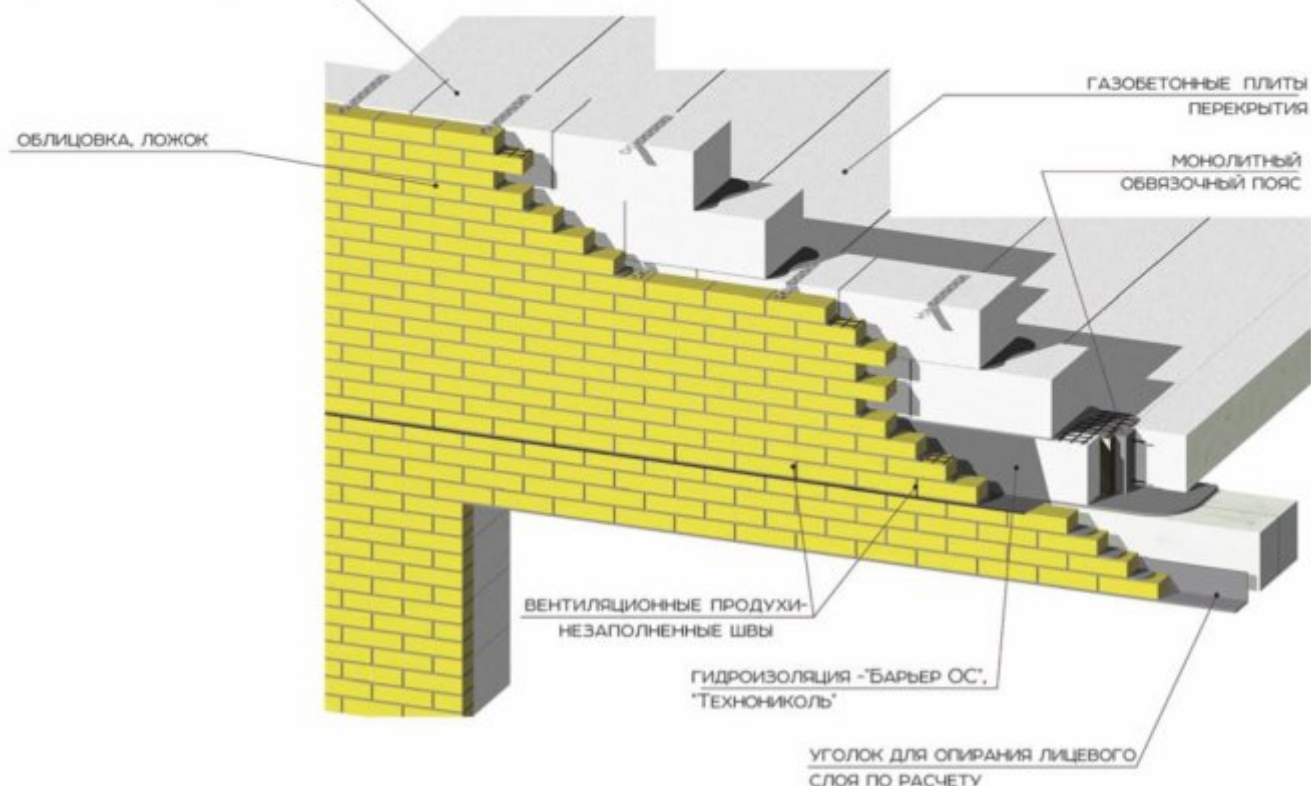 ГАЗОБЕТОННЫЕ ПЛИТЫ
ПЕРЕКРЫТИЯ
ОБЛИЦОВКА, ЛОЖОК
МОНОЛИТНЫЙ
ОБВЯЗОЧНЫЙ ПОЯС
ВЕНТИЛЯЦИОННЫЕ ПРОДУХИ-
НЕЗАПОЛНЕННЫЕ ШВЫ
ГИДРОИЗОЛЯЦИЯ -"БАРЬЕР ОС",
"ТЕХНОНИКОЛЬ"
УГОЛОК ДЛЯ ОПИРАНИЯ ЛИЦЕВОГО
СЛОЯ ПО РАСЧЕТУ